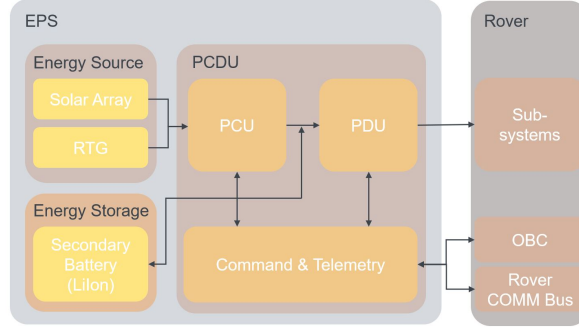 EPS
Rover
Energy Source
PCDU
Solar Array
RTG
PCU
PDU
Sub-
systems
Energy Storage
Secondary
Battery
(LiIon)
Command & Telemetry
OBC
Rover
COMM Bus